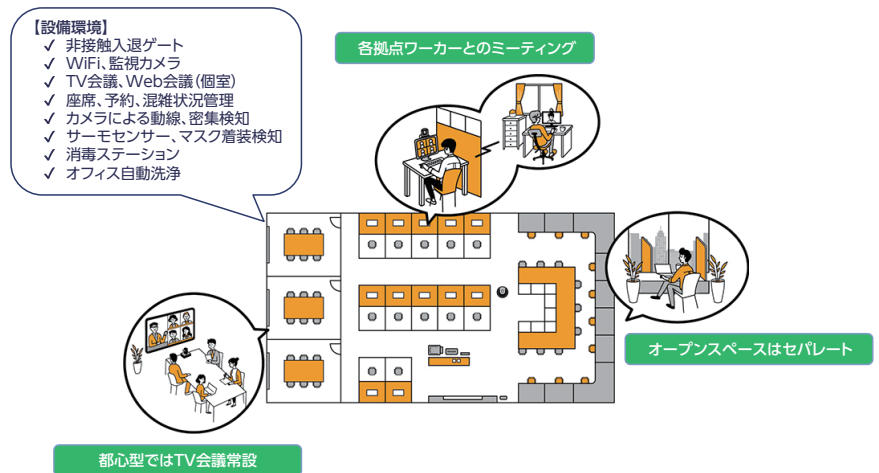 【設備環境】
✓ 非接触入退ゲート
✓ WiFi、監視カメラ
✓ TV会議、Web会議（個室）
✓ 座席、予約、混雑状況管理
✓ カメラによる動線、密集検知
✓ サーモセンサー、マスク着装検知
✓ 消毒ステーション
✓ オフィス自動洗浄
各拠点ワーカーとのミーティング
オープンスペースはセパレート
都心型ではTV会議常設